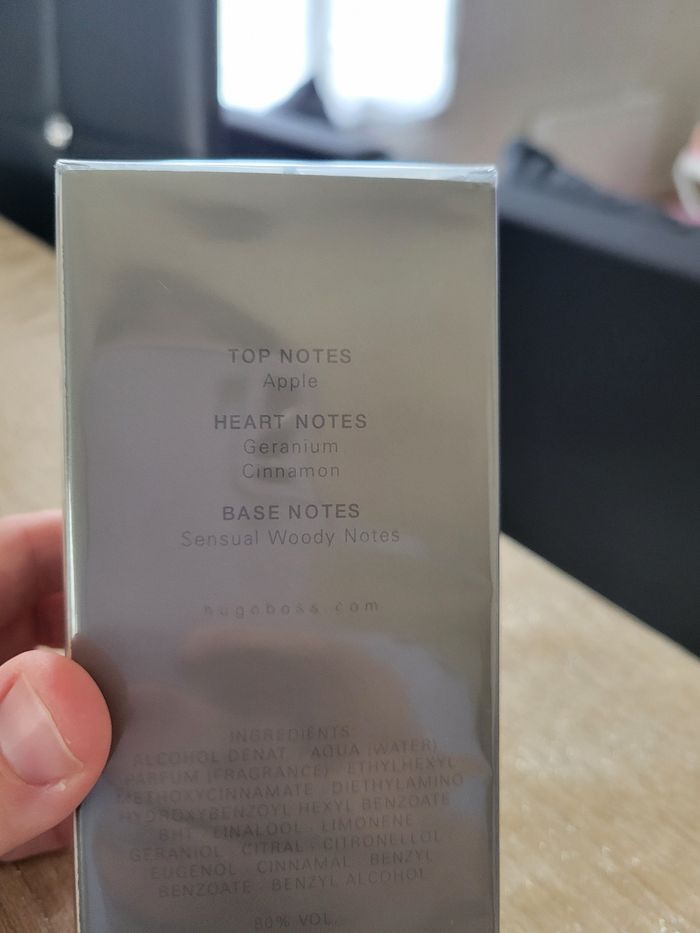 TOP NOTES
Apple
HEART NOTES
Geranium
Cinnamon
BASE NOTES
Sensual Woody Notes
hugoboss.com
INGREDIENTS:
ALCOHOL DENAT · AQUA (WATER)
PARFUM (FRAGRANCE) · ETHYLHEXYL
METHOXYCINNAMATE · DIETHYLAMINO
HYDROXYBENZOYL HEXYL BENZOATE
BHT · LINALOOL · LIMONENE
GERANIOL · CITRAL · CITRONELLOL
EUGENOL · CINNAMAL · BENZYL
BENZOATE · BENZYL ALCOHOL
80% VOL.